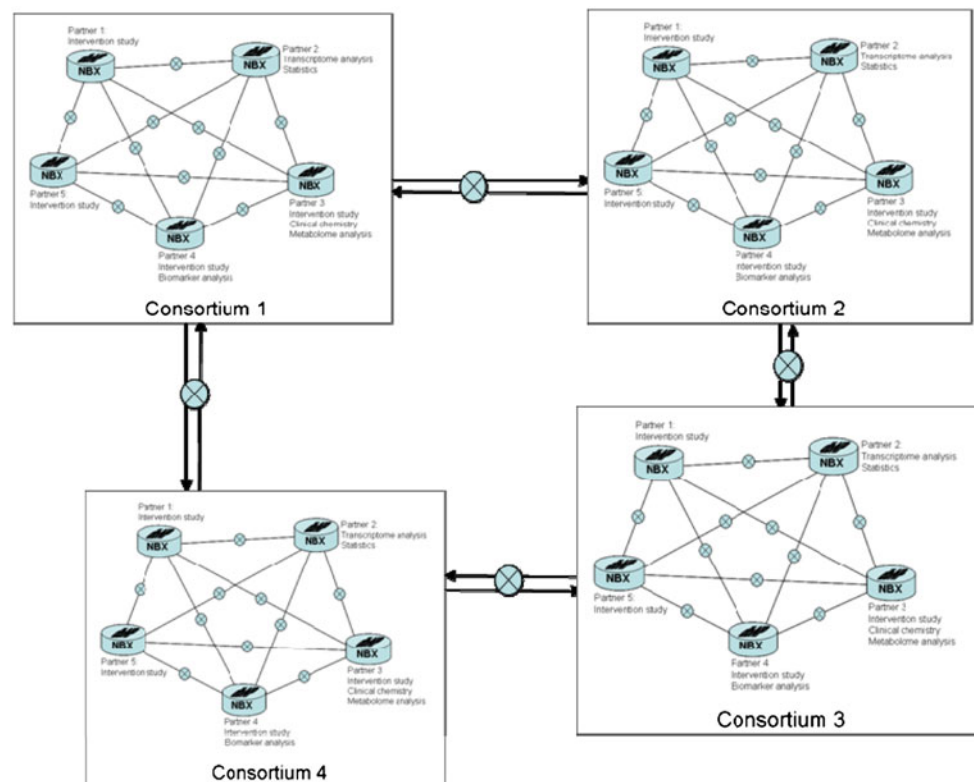 Partner 1:
Intervention study
NBX
Partner 2:
Transcriptome analysis
Statistics
NBX
Partner 5:
Intervention study
NBX
Partner 3
Intervention study
Clinical chemistry
Metabolome analysis
NBX
Partner 4
Intervention study
Biomarker analysis
NBX
Consortium 1
Partner 1:
Intervention study
NBX
Partner 2:
Transcriptome analysis
Statistics
NBX
Partner 5:
Intervention study
NBX
Partner 3
Intervention study
Clinical chemistry
Metabolome analysis
NBX
Partner 4
Intervention study
Biomarker analysis
NBX
Consortium 2
Partner 1:
Intervention study
NBX
Partner 2:
Transcriptome analysis
Statistics
NBX
Partner 5:
Intervention study
NBX
Partner 3
Intervention study
Clinical chemistry
Metabolome analysis
NBX
Partner 4
Intervention study
Biomarker analysis
NBX
Consortium 3
Partner 1:
Intervention study
NBX
Partner 2:
Transcriptome analysis
Statistics
NBX
Partner 5:
Intervention study
NBX
Partner 3
Intervention study
Clinical chemistry
Metabolome analysis
NBX
Partner 4
Intervention study
Biomarker analysis
NBX
Consortium 4